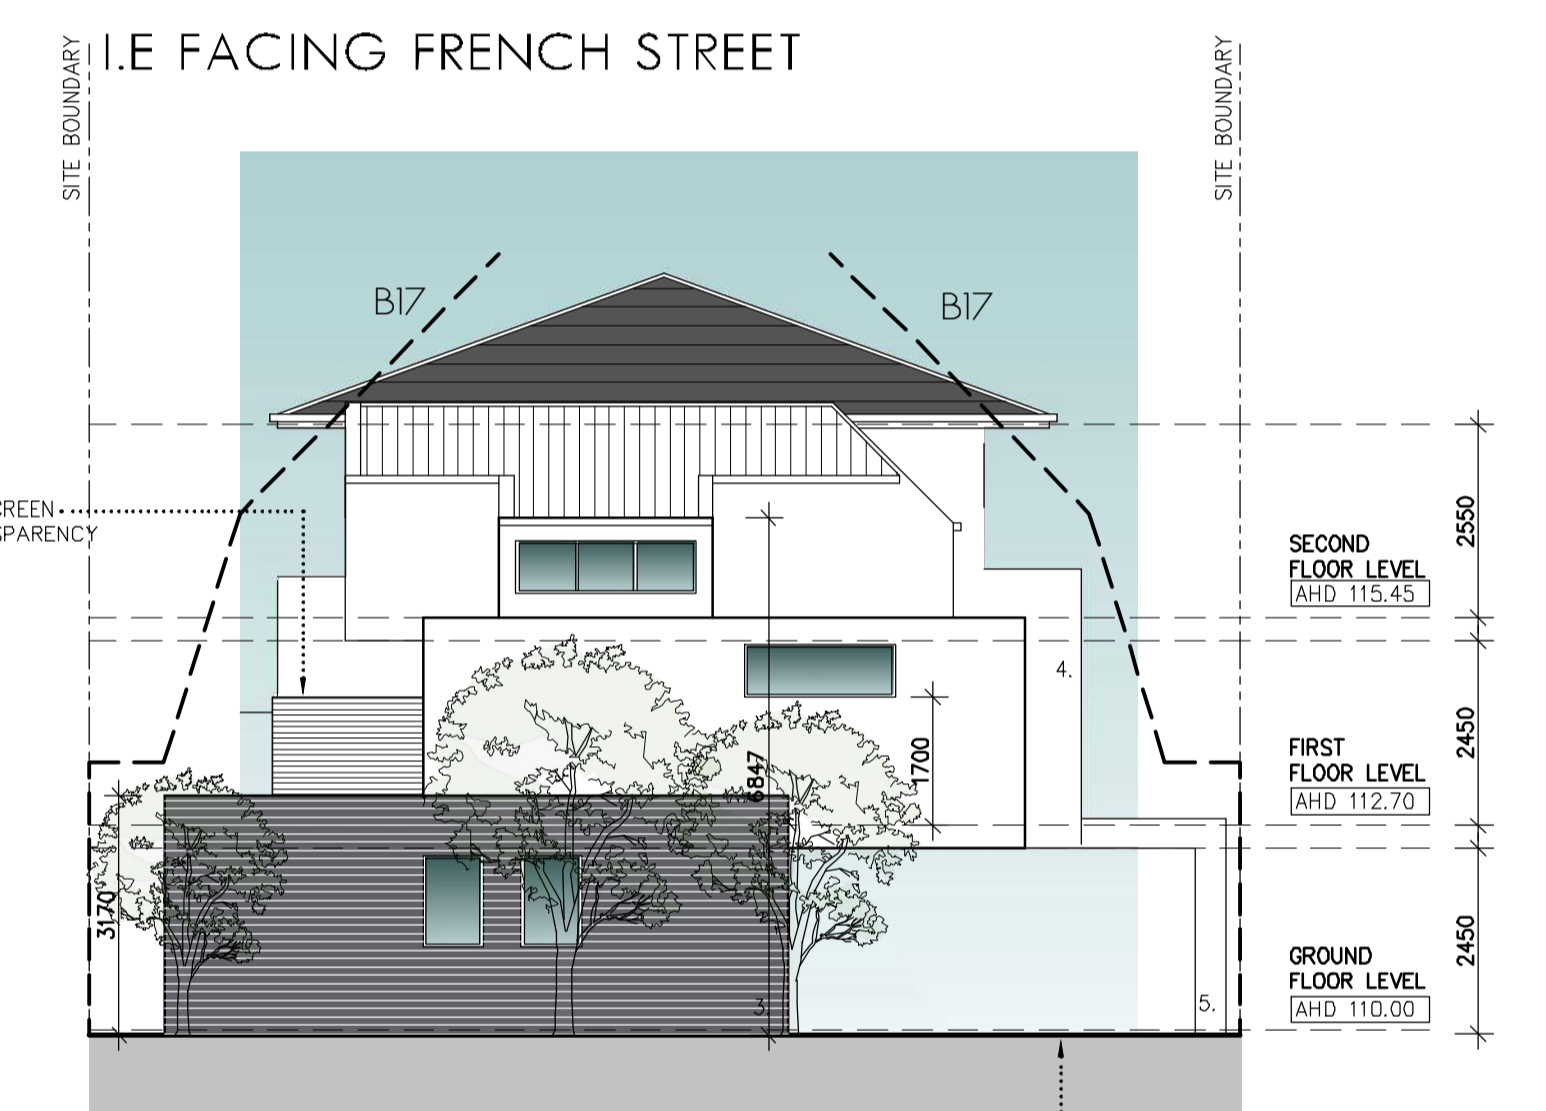 I.E FACING FRENCH STREET
SITE BOUNDARY
SITE BOUNDARY
B17
B17
CREEN
SPARENCY
SECOND
FLOOR LEVEL
AHD 115.45
2550
4.
FIRST
FLOOR LEVEL
AHD 112.70
2450
6847
1700
3170
GROUND
FLOOR LEVEL
AHD 110.00
2450
3.
5.